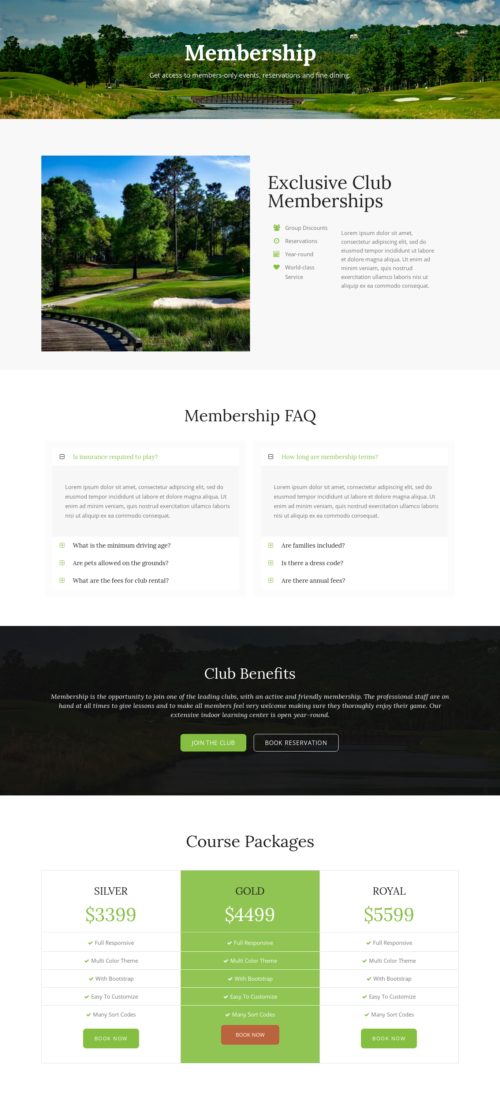 Membership
Get access to members-only events, reservations and fine dining.
Exclusive Club
Memberships
Group Discounts
Reservations
Year-round
World-class
Service
Lorem ipsum dolor sit amet,
consectetur adipiscing elit, sed do
eiusmod tempor incididunt ut labore
et dolore magna aliqua. Ut enim ad
minim veniam, quis nostrud
exercitation ullamco laboris nisi ut
aliquip ex ea commodo consequat.
Membership FAQ
Is insurance required to play?
Lorem ipsum dolor sit amet, consectetur adipiscing elit, sed do
eiusmod tempor incididunt ut labore et dolore magna aliqua. Ut
enim ad minim veniam, quis nostrud exercitation ullamco laboris
nisi ut aliquip ex ea commodo consequat.
What is the minimum driving age?
Are pets allowed on the grounds?
What are the fees for club rental?
How long are membership terms?
Lorem ipsum dolor sit amet, consectetur adipiscing elit, sed do
eiusmod tempor incididunt ut labore et dolore magna aliqua. Ut
enim ad minim veniam, quis nostrud exercitation ullamco laboris
nisi ut aliquip ex ea commodo consequat.
Are families included?
Is there a dress code?
Are there annual fees?
Club Benefits
Membership is the opportunity to join one of the leading clubs, with an active and friendly membership. The professional staff are on
hand at all times to give lessons and to make all members feel very welcome making sure they thoroughly enjoy their game. Our
extensive indoor learning center is open year-round.
JOIN THE CLUB
BOOK RESERVATION
Course Packages
SILVER
$3399
Full Responsive
Multi Color Theme
With Bootstrap
Easy To Customize
Many Sort Codes
BOOK NOW
GOLD
$4499
Full Responsive
Multi Color Theme
With Bootstrap
Easy To Customize
Many Sort Codes
BOOK NOW
ROYAL
$5599
Full Responsive
Multi Color Theme
With Bootstrap
Easy To Customize
Many Sort Codes
BOOK NOW